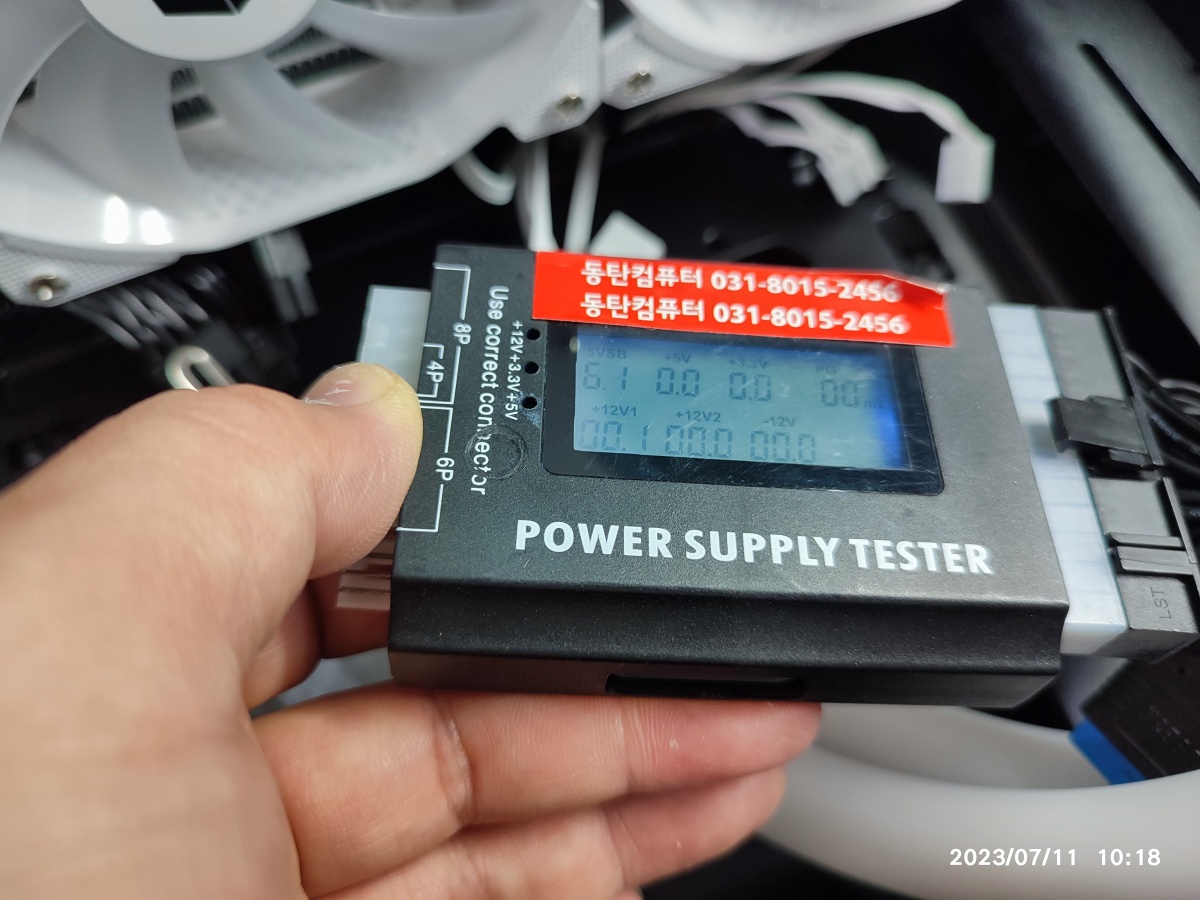 동탄컴퓨터 031-8015-2456
동탄컴퓨터 031-8015-2456
8P
4P
6P
Use correct connector
+12V+3.3V+5V
5VSB +5V +3.3V PG
6.1 0.0 0.0 00
+12V1 +12V2 -12V
00.1 00.0 00.0
POWER SUPPLY TESTER
LST
2023/07/11 10:18